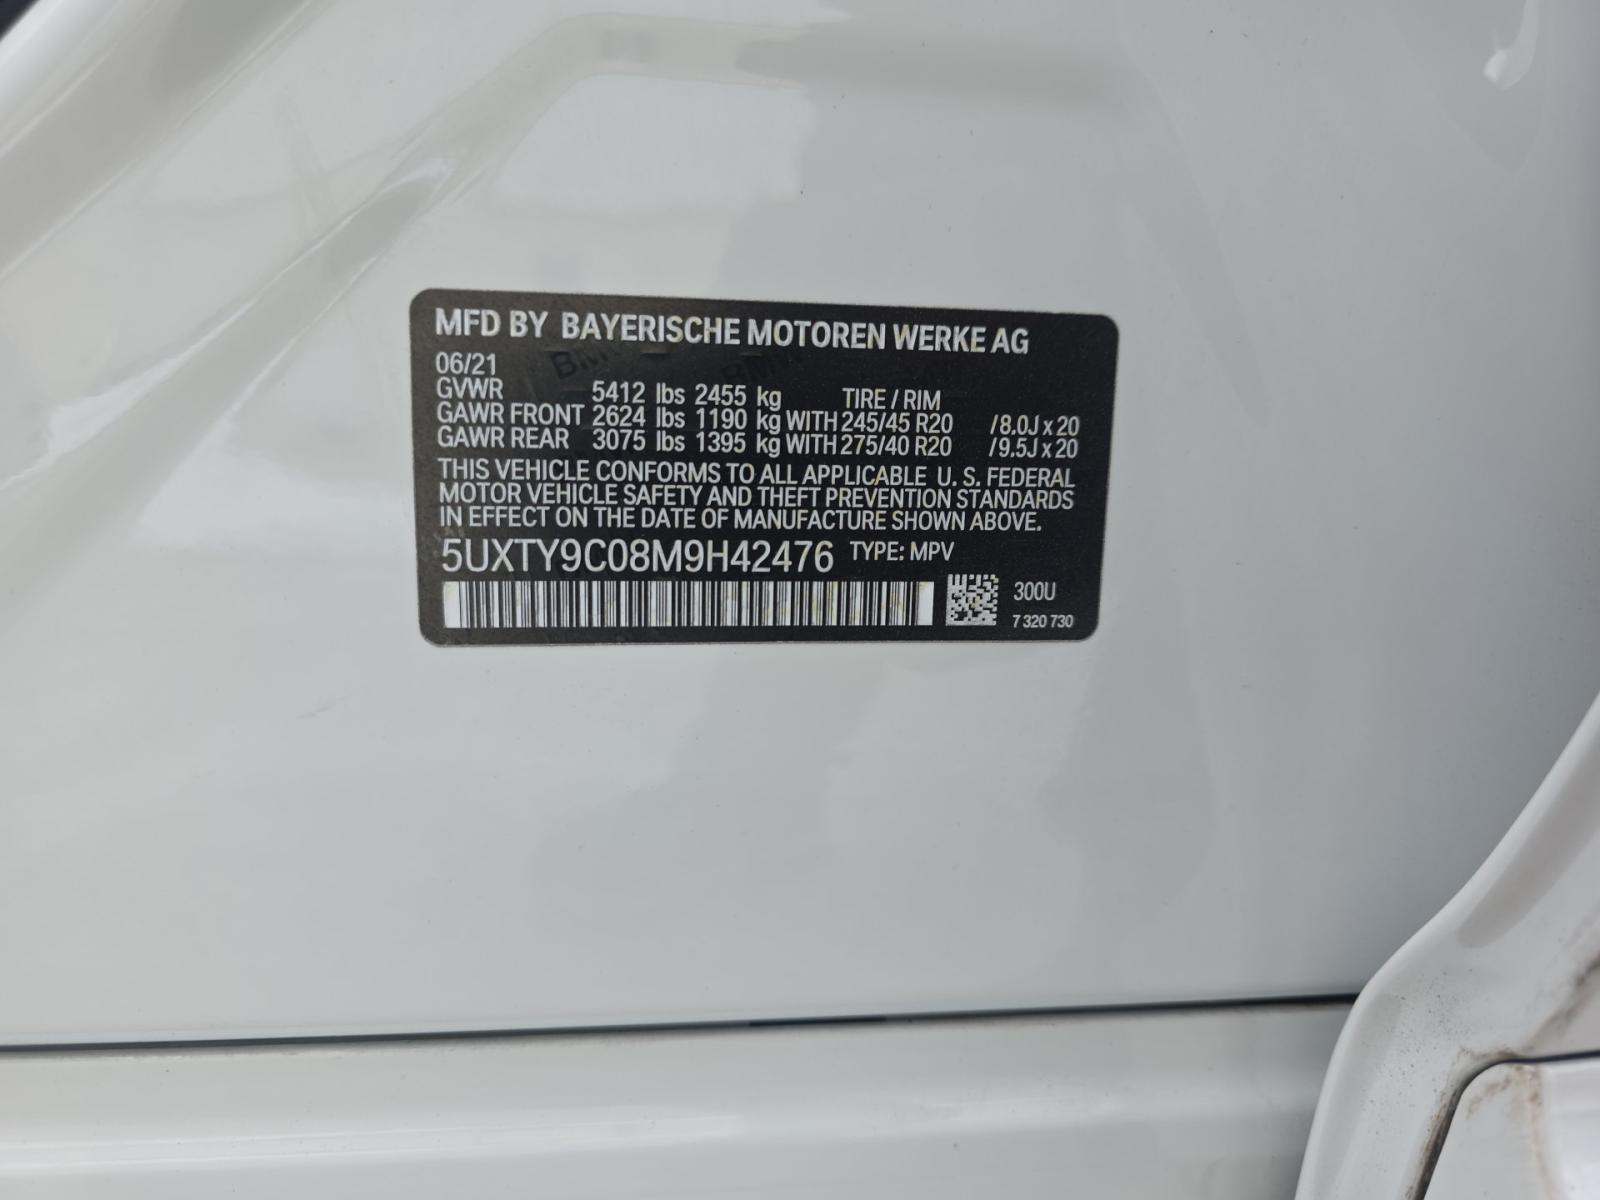 MFD BY BAYERISCHE MOTOREN WERKE AG
06/21
GVWR 5412 lbs 2455 kg TIRE / RIM
GAWR FRONT 2624 lbs 1190 kg WITH 245/45 R20 /8.0J x 20
GAWR REAR 3075 lbs 1395 kg WITH 275/40 R20 /9.5J x 20
THIS VEHICLE CONFORMS TO ALL APPLICABLE U. S. FEDERAL
MOTOR VEHICLE SAFETY AND THEFT PREVENTION STANDARDS
IN EFFECT ON THE DATE OF MANUFACTURE SHOWN ABOVE.
5UXTY9C08M9H42476 TYPE: MPV
300U
7 320 730